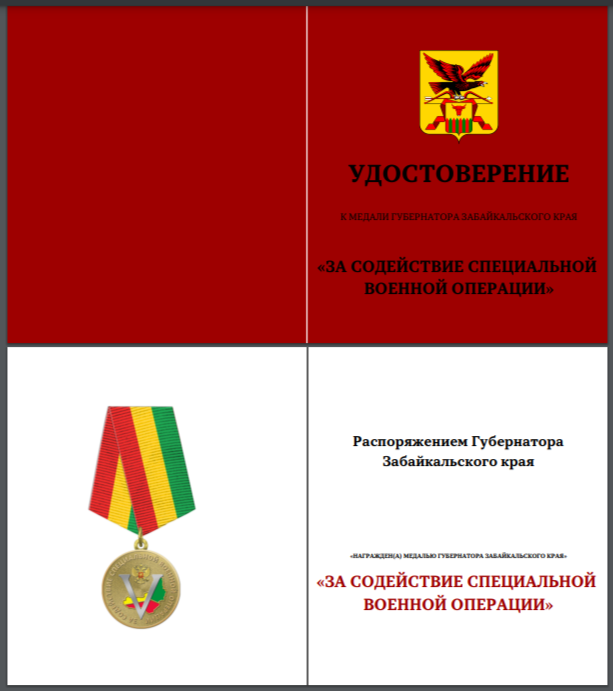 УДОСТОВЕРЕНИЕ
К МЕДАЛИ ГУБЕРНАТОРА ЗАБАЙКАЛЬСКОГО КРАЯ
«ЗА СОДЕЙСТВИЕ СПЕЦИАЛЬНОЙ
ВОЕННОЙ ОПЕРАЦИИ»
Распоряжением Губернатора
Забайкальского края
«НАГРАЖДЕН(А) МЕДАЛЬЮ ГУБЕРНАТОРА ЗАБАЙКАЛЬСКОГО КРАЯ»
«ЗА СОДЕЙСТВИЕ СПЕЦИАЛЬНОЙ
ВОЕННОЙ ОПЕРАЦИИ»
V